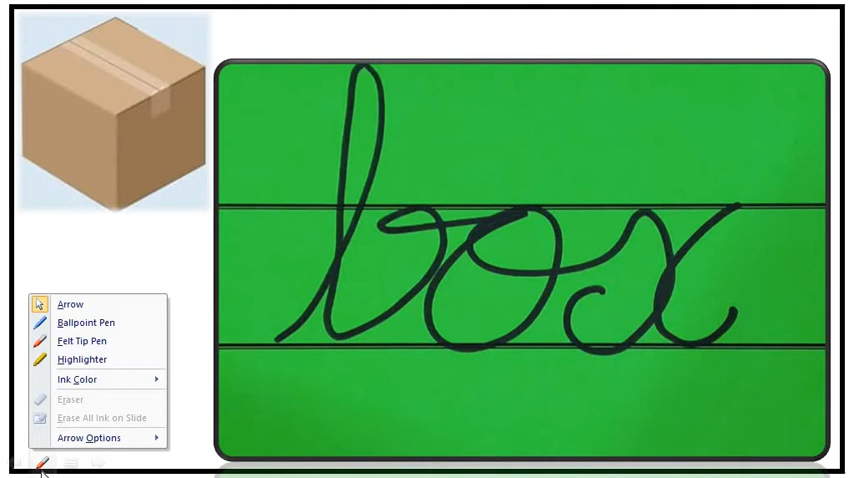 box
Arrow
Ballpoint Pen
Felt Tip Pen
Highlighter
Ink Color
Eraser
Erase All Ink on Slide
Arrow Options